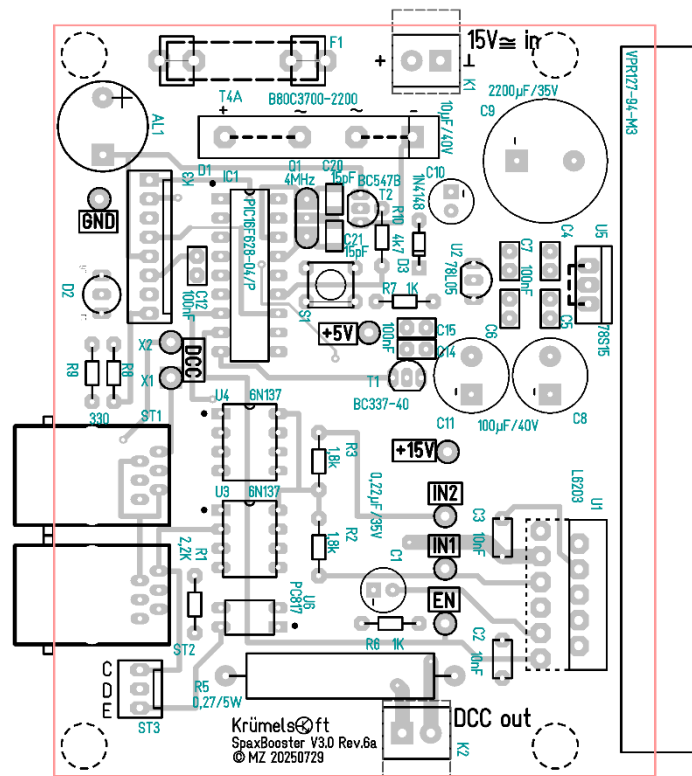 15V≅ in
F1
+
⊥
K1
VPR127-94-M3
T4A
B80C3700-2200
2200µF/35V
+
~
~
-
10µF/40V
C9
AL1
+
D1
IC1
Q1
C20
K3
4MHz
15pF
BC547B
1N4148
C10
T2
GND
PIC16F628-04/P
R10
4k7
C21
15pF
D3
U2
78L05
C7
C4
U5
100nF
D2
C12
100nF
S1
R7 1K
78S15
C6
C5
X2
DCC
+5V
100nF
C15
C14
R9
R8
X1
T1
BC337-40
330
ST1
U4
6N137
C11
100µF/40V
C8
R3
1,8k
+15V
L6203
U1
0,22µF/35V
IN2
U3
6N137
C3
10nF
R2
1,8k
IN1
2,2K
R1
C1
PC817
U6
EN
ST2
R6 1K
C2
10nF
C
D
E
R5
0,27/5W
ST3
Krümelsoft
DCC out
SpaxBooster V3.0 Rev.6a
© MZ 20250729
K2